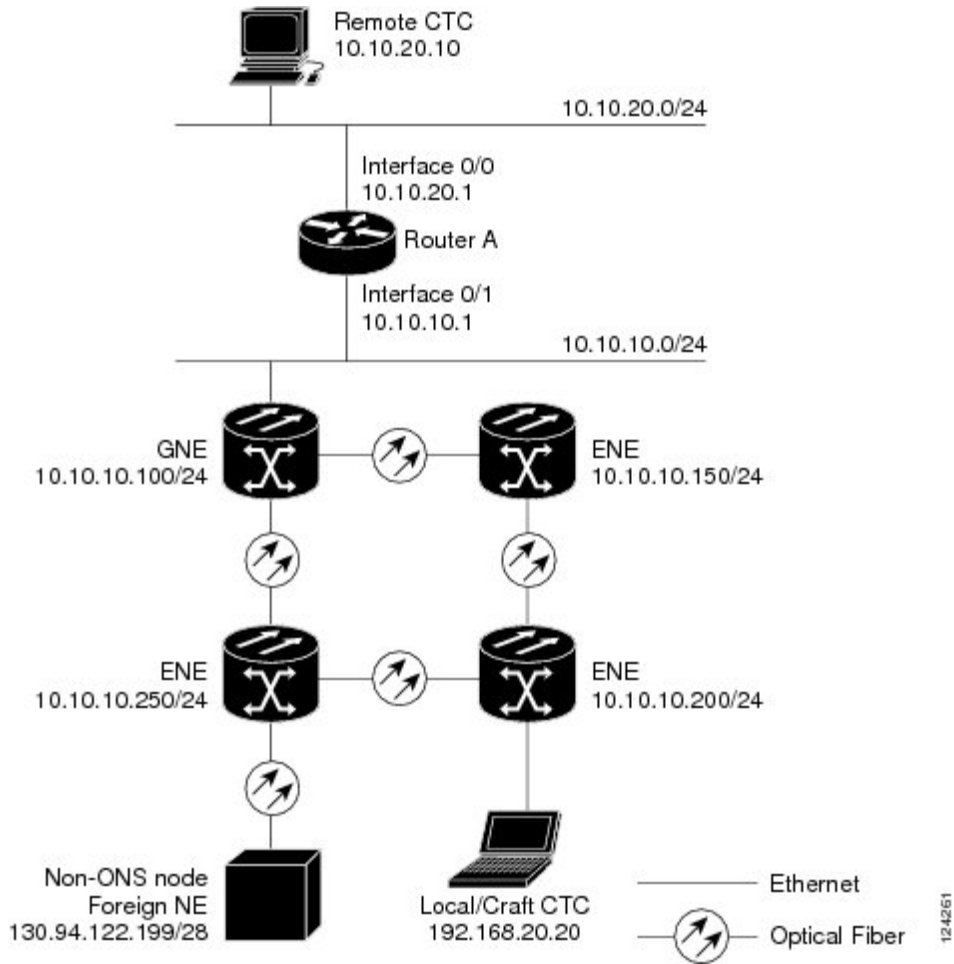 Remote CTC
10.10.20.10
10.10.20.0/24
Interface 0/0
10.10.20.1
Router A
Interface 0/1
10.10.10.1
10.10.10.0/24
GNE
10.10.10.100/24
ENE
10.10.10.150/24
ENE
10.10.10.250/24
ENE
10.10.10.200/24
Non-ONS node
Foreign NE
130.94.122.199/28
Local/Craft CTC
192.168.20.20
Ethernet
Optical Fiber
124261